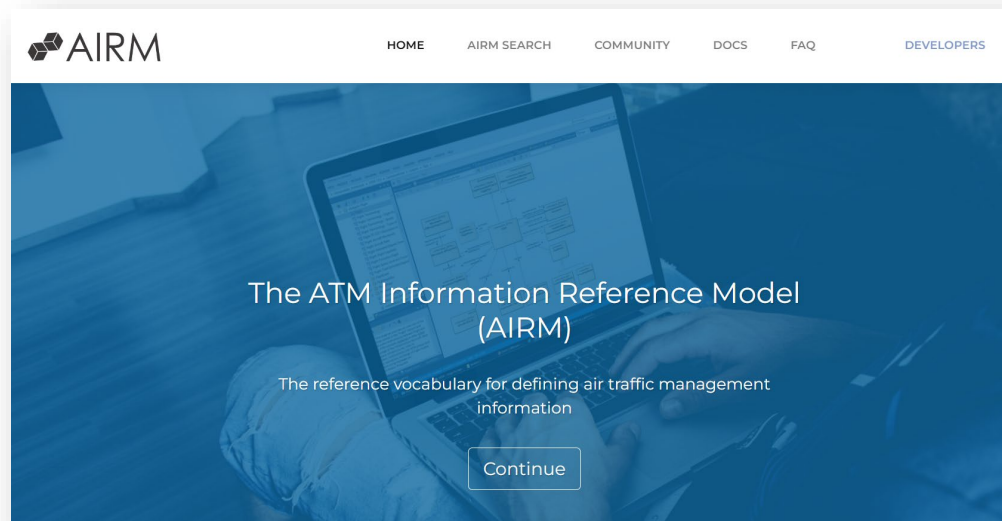 AIRM
HOME AIRM SEARCH COMMUNITY DOCS FAQ DEVELOPERS
The ATM Information Reference Model
(AIRM)
The reference vocabulary for defining air traffic management
information
Continue